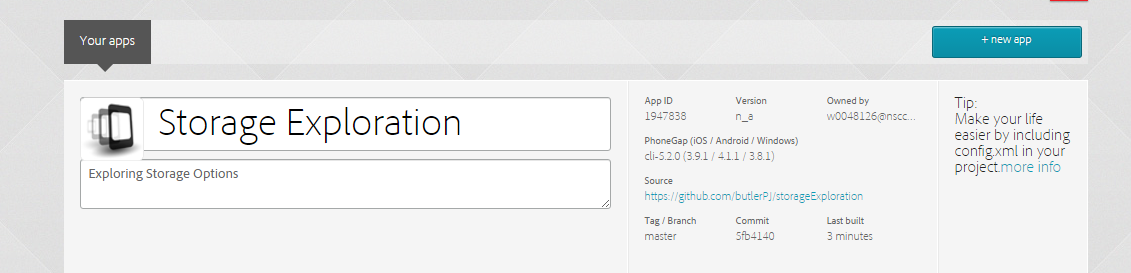 Your apps
+ new app
Storage Exploration
Exploring Storage Options
App ID
1947838
Version
n_a
Owned by
w0048126@nscc...
PhoneGap (iOS / Android / Windows)
cli-5.2.0 (3.9.1 / 4.1.1 / 3.8.1)
Source
https://github.com/butlerPJ/storageExploration
Tag / Branch
master
Commit
5fb4140
Last built
3 minutes
Tip:
Make your life
easier by including
config.xml in your
project.more info